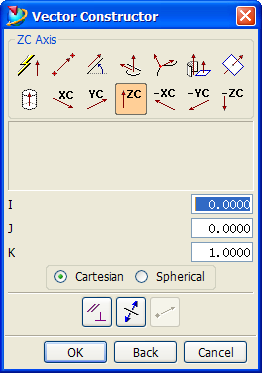 Vector Constructor
ZC Axis
XC YC ZC -XC -YC -ZC
I 0.0000
J 0.0000
K 1.0000
Cartesian Spherical
OK Back Cancel